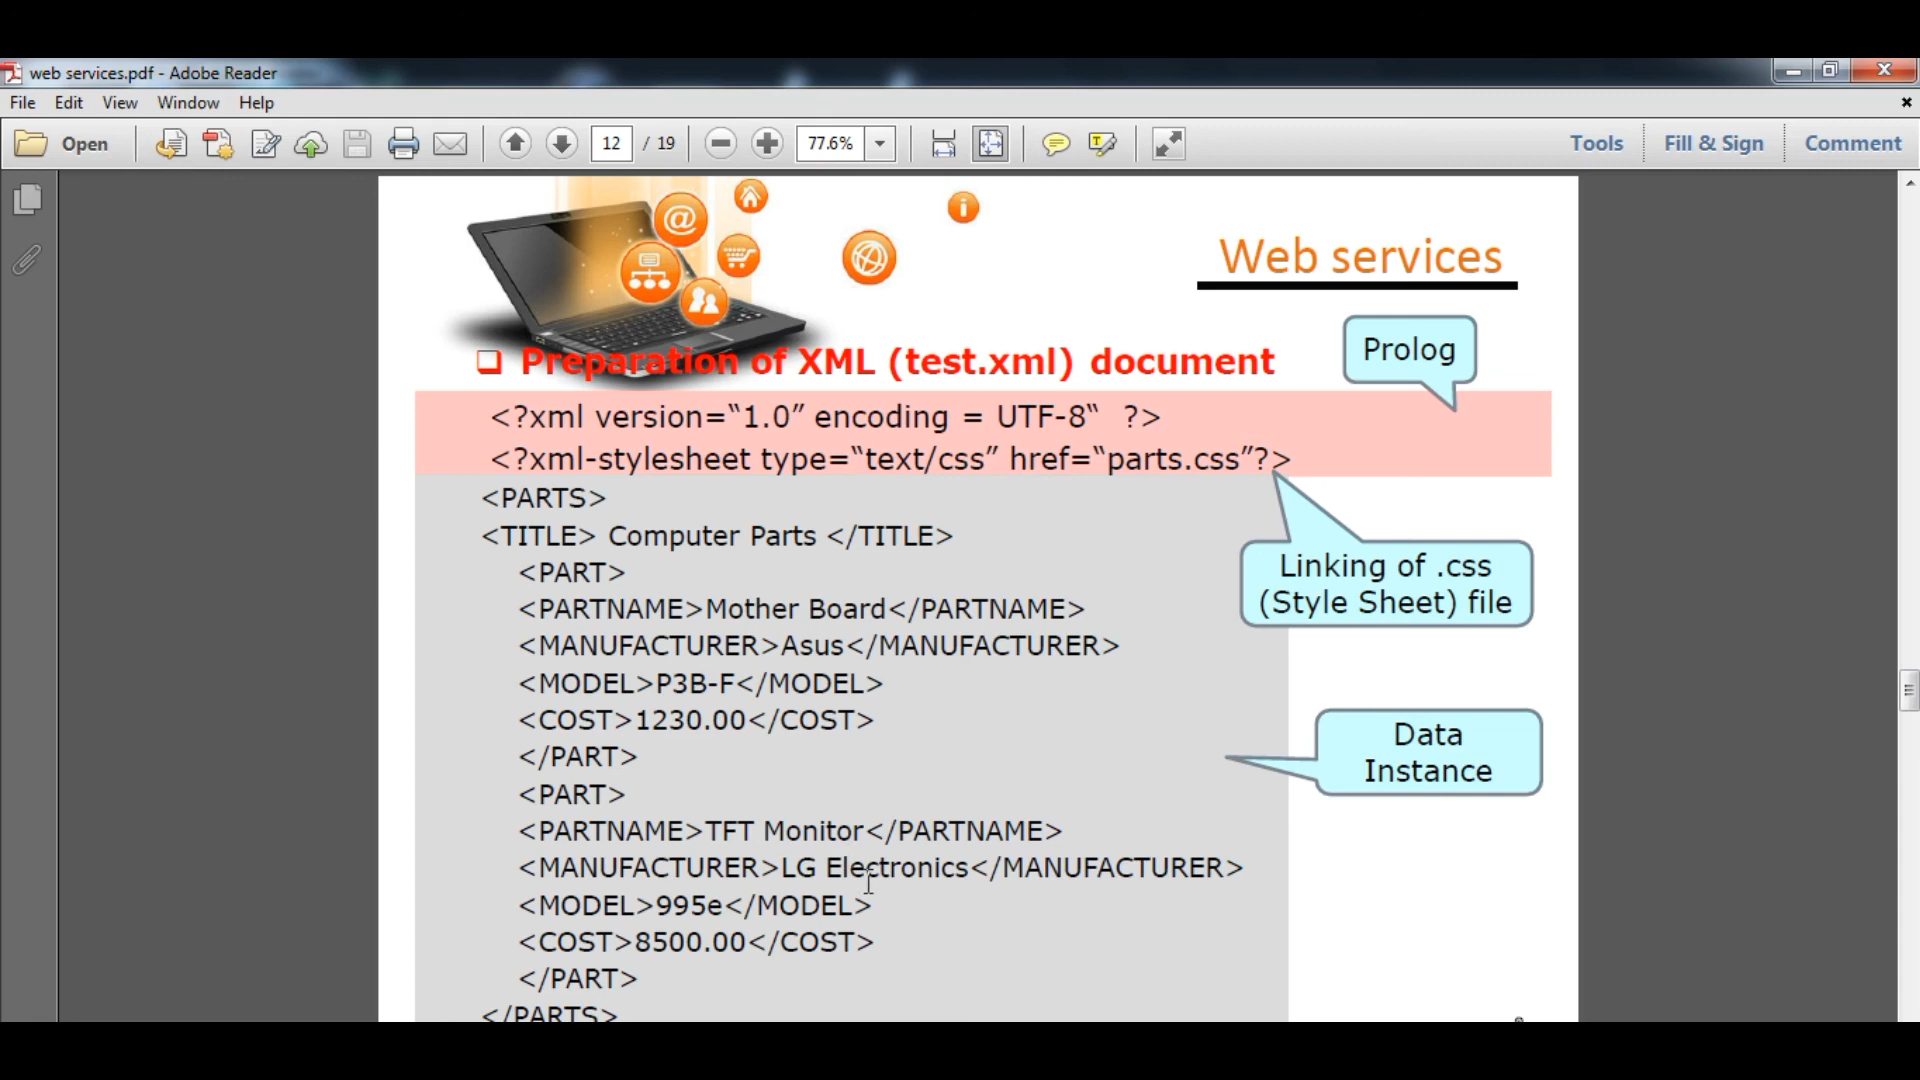 web services.pdf - Adobe Reader
File Edit View Window Help
Open 12 / 19 77.6% Tools Fill & Sign Comment
Web services
❑ Preparation of XML (test.xml) document
Prolog
<?xml version=“1.0” encoding = UTF-8“ ?>
<?xml-stylesheet type=“text/css” href=“parts.css”?>
<PARTS>
<TITLE> Computer Parts </TITLE>
<PART>
<PARTNAME>Mother Board</PARTNAME>
<MANUFACTURER>Asus</MANUFACTURER>
<MODEL>P3B-F</MODEL>
<COST>1230.00</COST>
</PART>
<PART>
<PARTNAME>TFT Monitor</PARTNAME>
<MANUFACTURER>LG Electronics</MANUFACTURER>
<MODEL>995e</MODEL>
<COST>8500.00</COST>
</PART>
</PARTS>
Linking of .css
(Style Sheet) file
Data
Instance